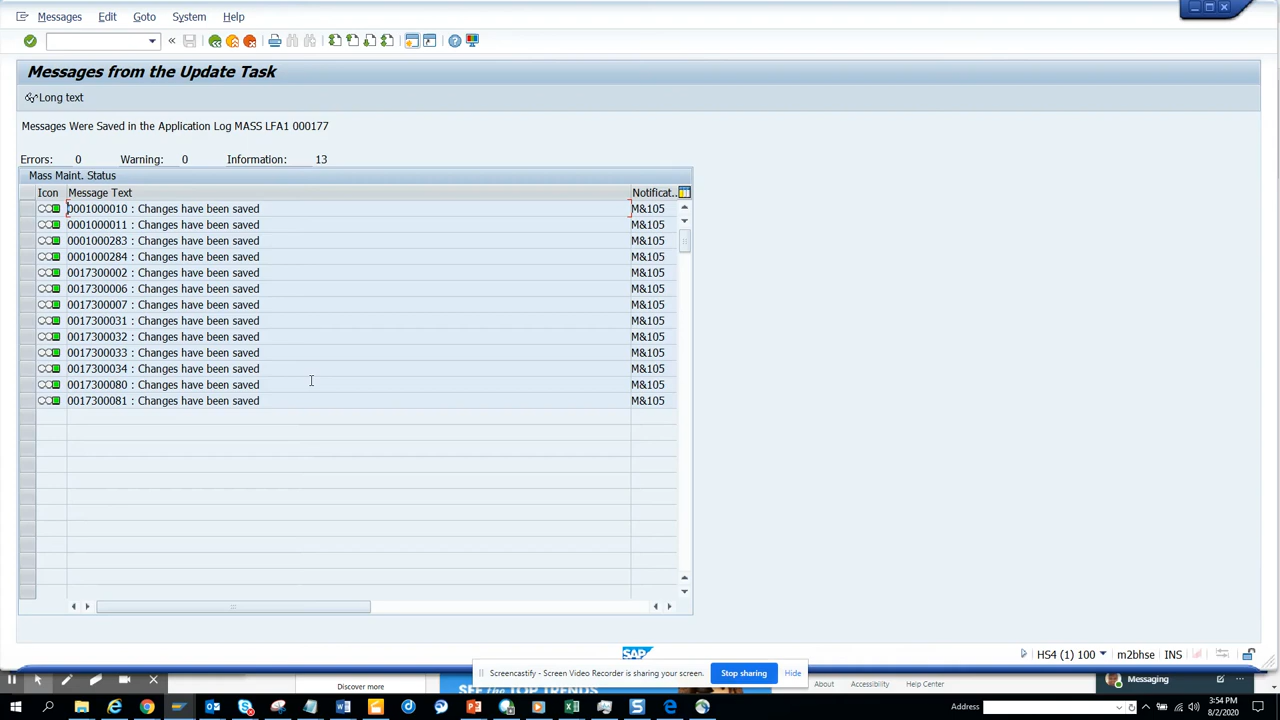 Messages Edit Goto System Help
Messages from the Update Task
Long text
Messages Were Saved in the Application Log MASS LFA1 000177
Errors: 0 Warning: 0 Information: 13
Mass Maint. Status
Icon Message Text Notificat..
0001000010 : Changes have been saved M&105
0001000011 : Changes have been saved M&105
0001000283 : Changes have been saved M&105
0001000284 : Changes have been saved M&105
0017300002 : Changes have been saved M&105
0017300006 : Changes have been saved M&105
0017300007 : Changes have been saved M&105
0017300031 : Changes have been saved M&105
0017300032 : Changes have been saved M&105
0017300033 : Changes have been saved M&105
0017300034 : Changes have been saved M&105
0017300080 : Changes have been saved M&105
0017300081 : Changes have been saved M&105
SAP HS4 (1) 100 m2bhse INS
Screencastify - Screen Video Recorder is sharing your screen. Stop sharing Hide
Discover more SEE THE TOP TRENDS About Accessibility Help Center Messaging
Address 3:54 PM
8/2/2020